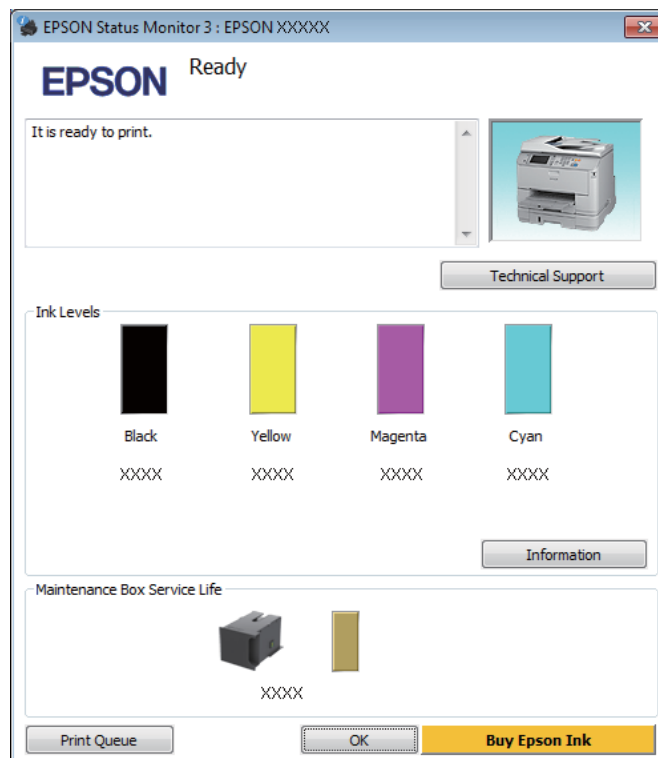 EPSON Status Monitor 3 : EPSON XXXXX
EPSON
Ready
It is ready to print.
Technical Support
Ink Levels
Black Yellow Magenta Cyan
XXXX XXXX XXXX XXXX
Information
Maintenance Box Service Life
XXXX
Print Queue OK Buy Epson Ink